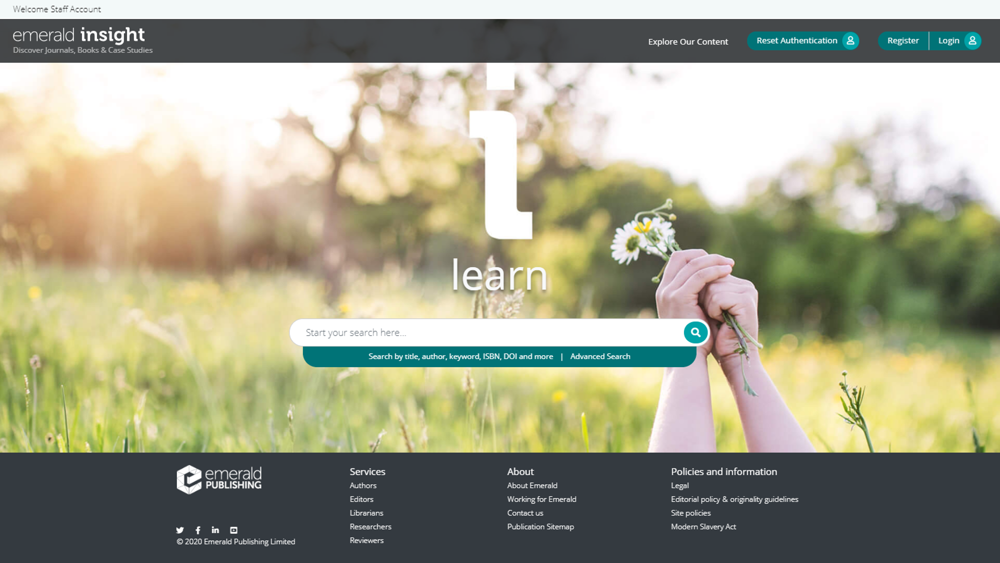 Welcome Staff Account
emerald insight
Discover Journals, Books & Case Studies
Explore Our Content
Reset Authentication
Register
Login
i
learn
Start your search here...
Search by title, author, keyword, ISBN, DOI and more | Advanced Search
emerald
PUBLISHING
© 2020 Emerald Publishing Limited
Services
Authors
Editors
Librarians
Researchers
Reviewers
About
About Emerald
Working for Emerald
Contact us
Publication Sitemap
Policies and information
Legal
Editorial policy & originality guidelines
Site policies
Modern Slavery Act